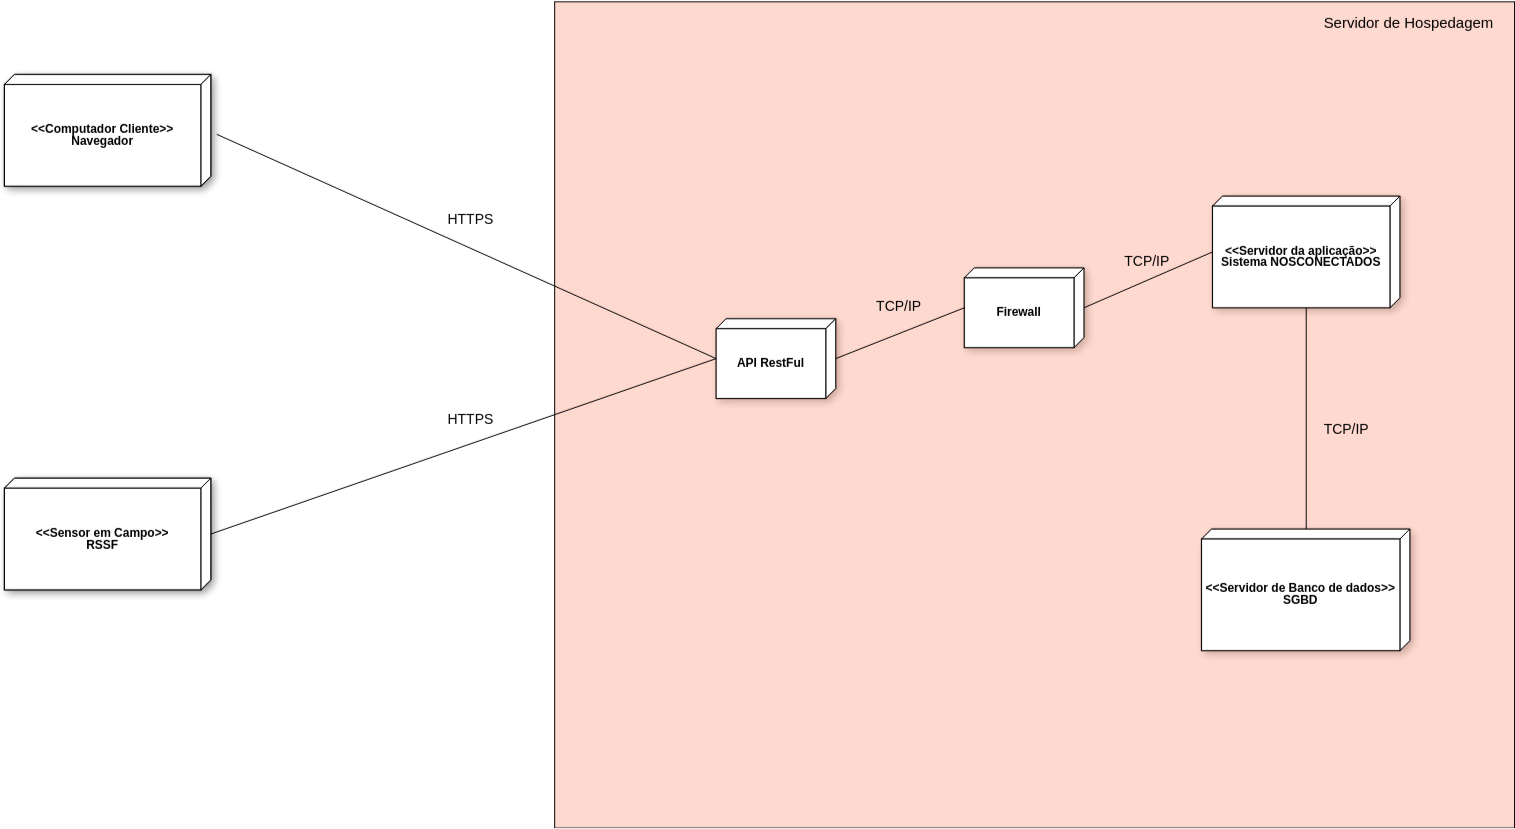 Servidor de Hospedagem
<<Computador Cliente>>
Navegador
HTTPS
<<Servidor da aplicação>>
Sistema NOSCONECTADOS
TCP/IP
Firewall
TCP/IP
API RestFul
HTTPS
TCP/IP
<<Sensor em Campo>>
RSSF
<<Servidor de Banco de dados>>
SGBD